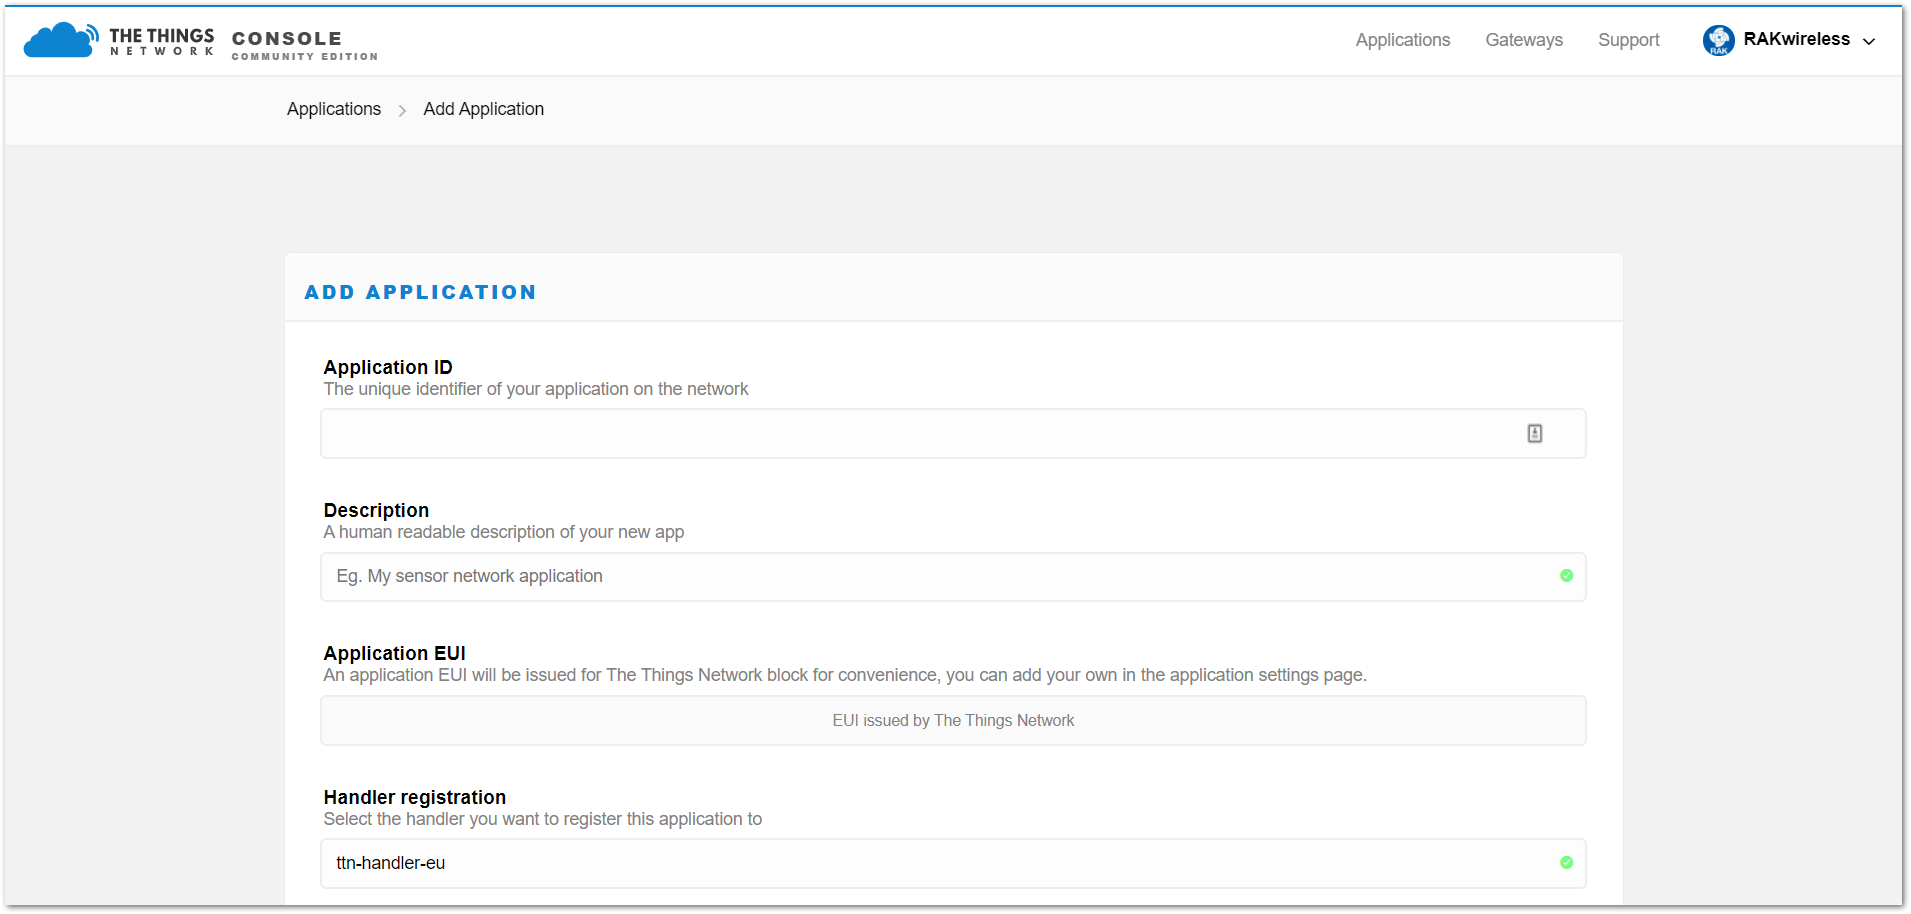 THE THINGS NETWORK CONSOLE COMMUNITY EDITION
Applications Gateways Support RAK RAKwireless
Applications Add Application
ADD APPLICATION
Application ID
The unique identifier of your application on the network
Description
A human readable description of your new app
Eg. My sensor network application
Application EUI
An application EUI will be issued for The Things Network block for convenience, you can add your own in the application settings page.
EUI issued by The Things Network
Handler registration
Select the handler you want to register this application to
ttn-handler-eu